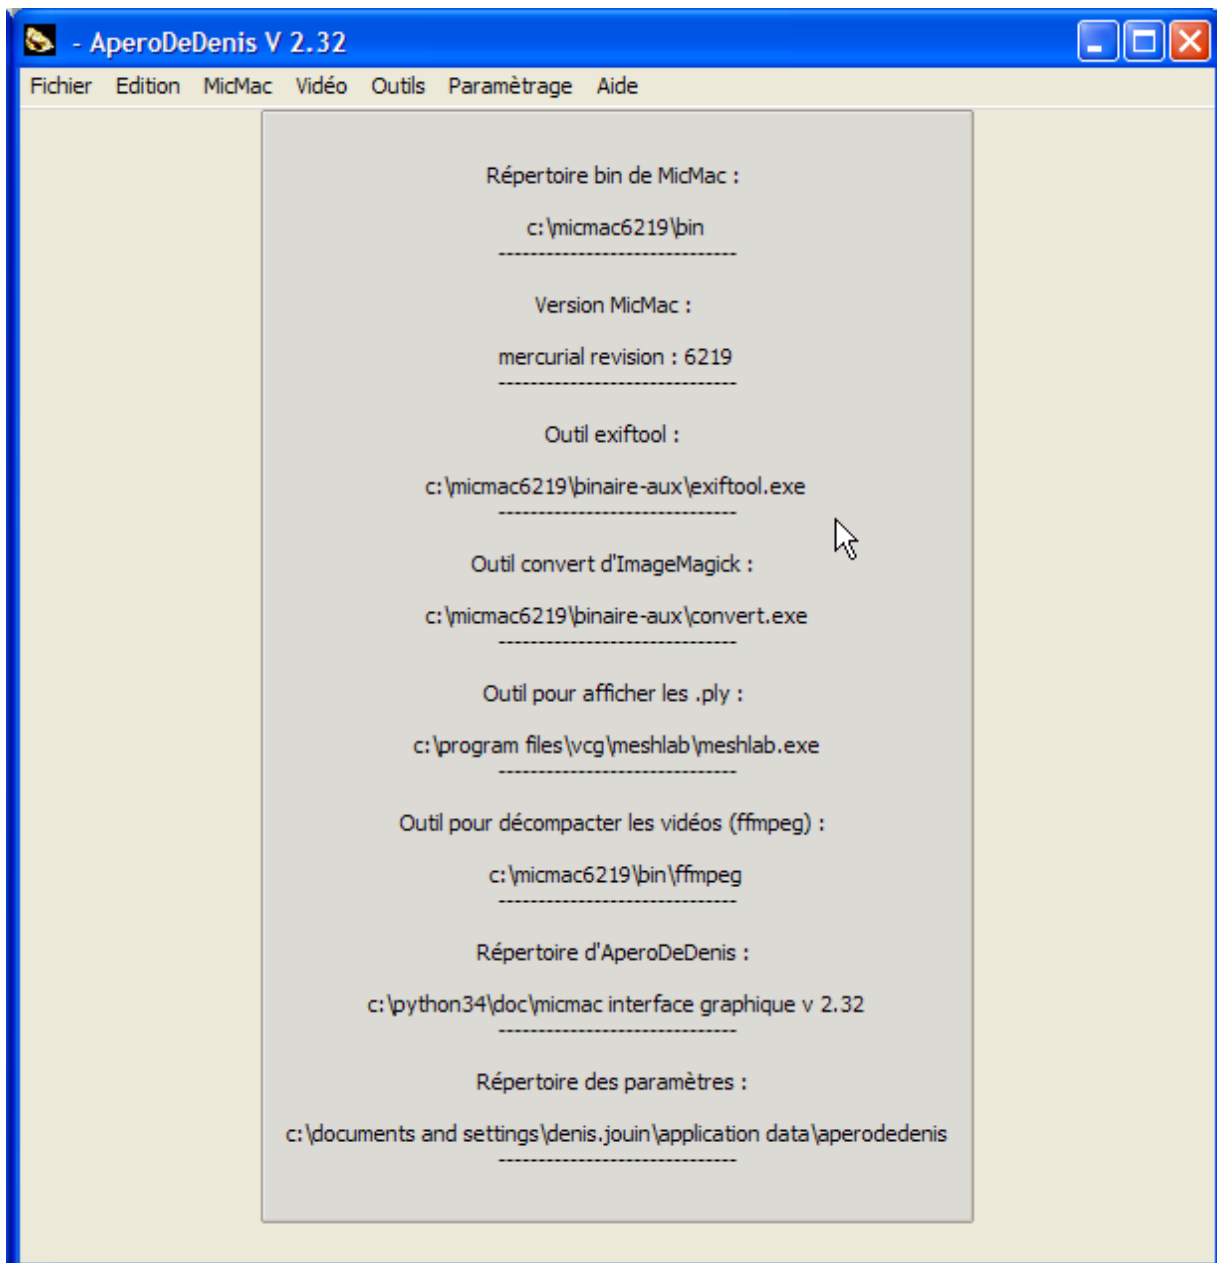 - AperoDeDenis V 2.32
Fichier Edition MicMac Vidéo Outils Paramètrage Aide
Répertoire bin de MicMac :
c:\micmac6219\bin
------------------------------
Version MicMac :
mercurial revision : 6219
------------------------------
Outil exiftool :
c:\micmac6219\binaire-aux\exiftool.exe
------------------------------
Outil convert d'ImageMagick :
c:\micmac6219\binaire-aux\convert.exe
------------------------------
Outil pour afficher les .ply :
c:\program files\vcg\meshlab\meshlab.exe
------------------------------
Outil pour décompacter les vidéos (ffmpeg) :
c:\micmac6219\bin\ffmpeg
------------------------------
Répertoire d'AperoDeDenis :
c:\python34\doc\micmac interface graphique v 2.32
------------------------------
Répertoire des paramètres :
c:\documents and settings\denis.jouin\application data\aperodedenis
------------------------------